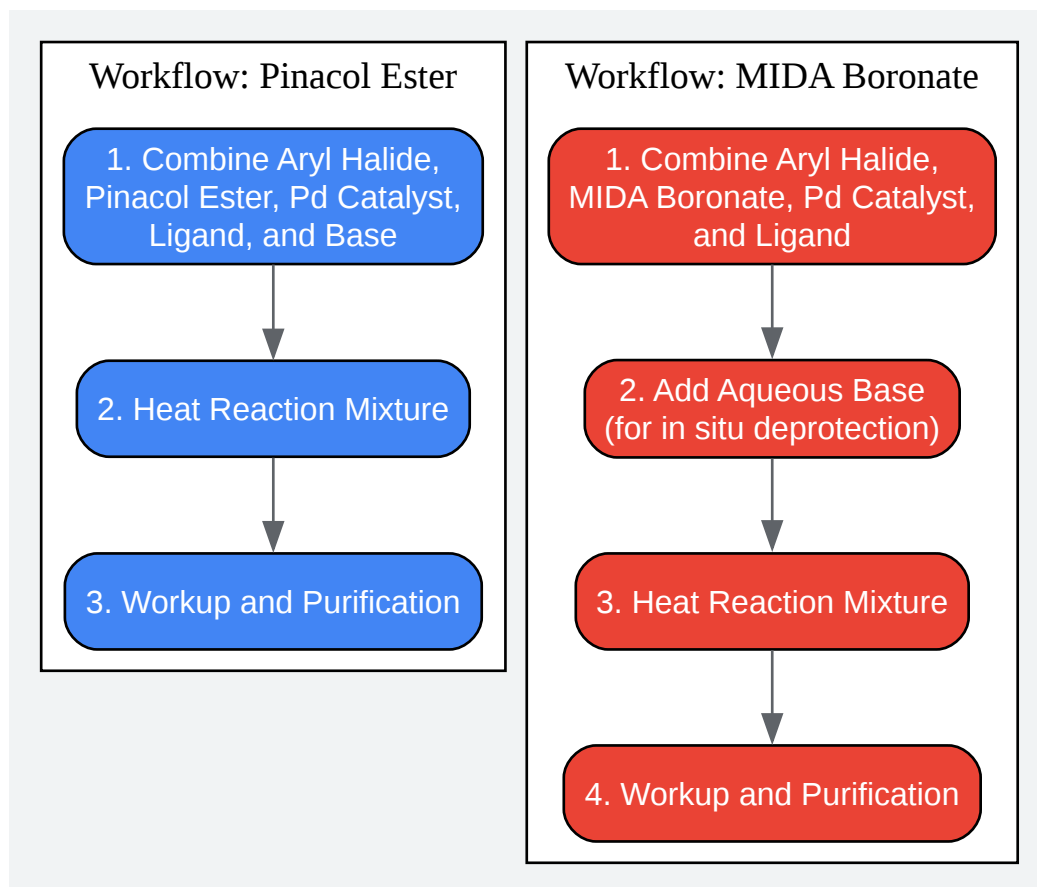 Workflow: Pinacol Ester
1. Combine Aryl Halide,
Pinacol Ester, Pd Catalyst,
Ligand, and Base
2. Heat Reaction Mixture
3. Workup and Purification
Workflow: MIDA Boronate
1. Combine Aryl Halide,
MIDA Boronate, Pd Catalyst,
and Ligand
2. Add Aqueous Base
(for in situ deprotection)
3. Heat Reaction Mixture
4. Workup and Purification